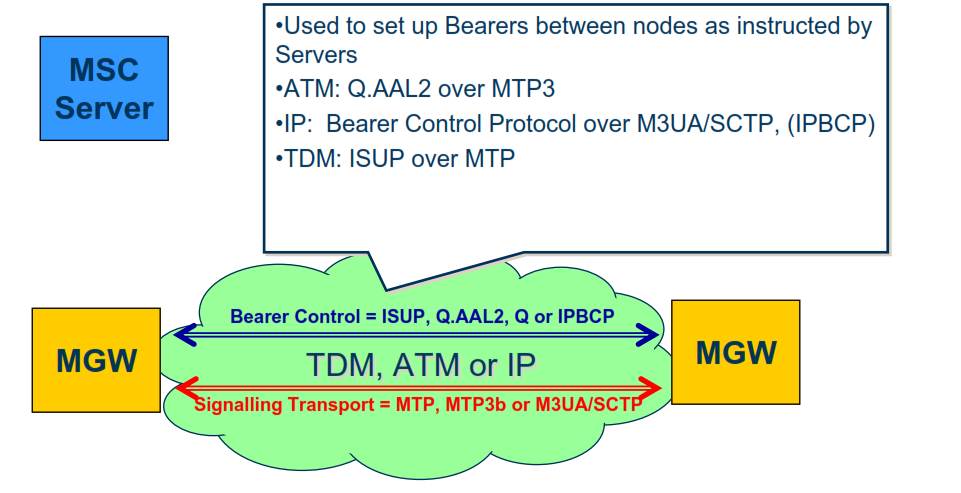 •Used to set up Bearers between nodes as instructed by
Servers
•ATM: Q.AAL2 over MTP3
•IP:  Bearer Control Protocol over M3UA/SCTP, (IPBCP)
•TDM: ISUP over MTP
MSC
Server
Bearer Control = ISUP, Q.AAL2, Q or IPBCP
MGW
TDM, ATM or IP
MGW
Signalling Transport = MTP, MTP3b or M3UA/SCTP